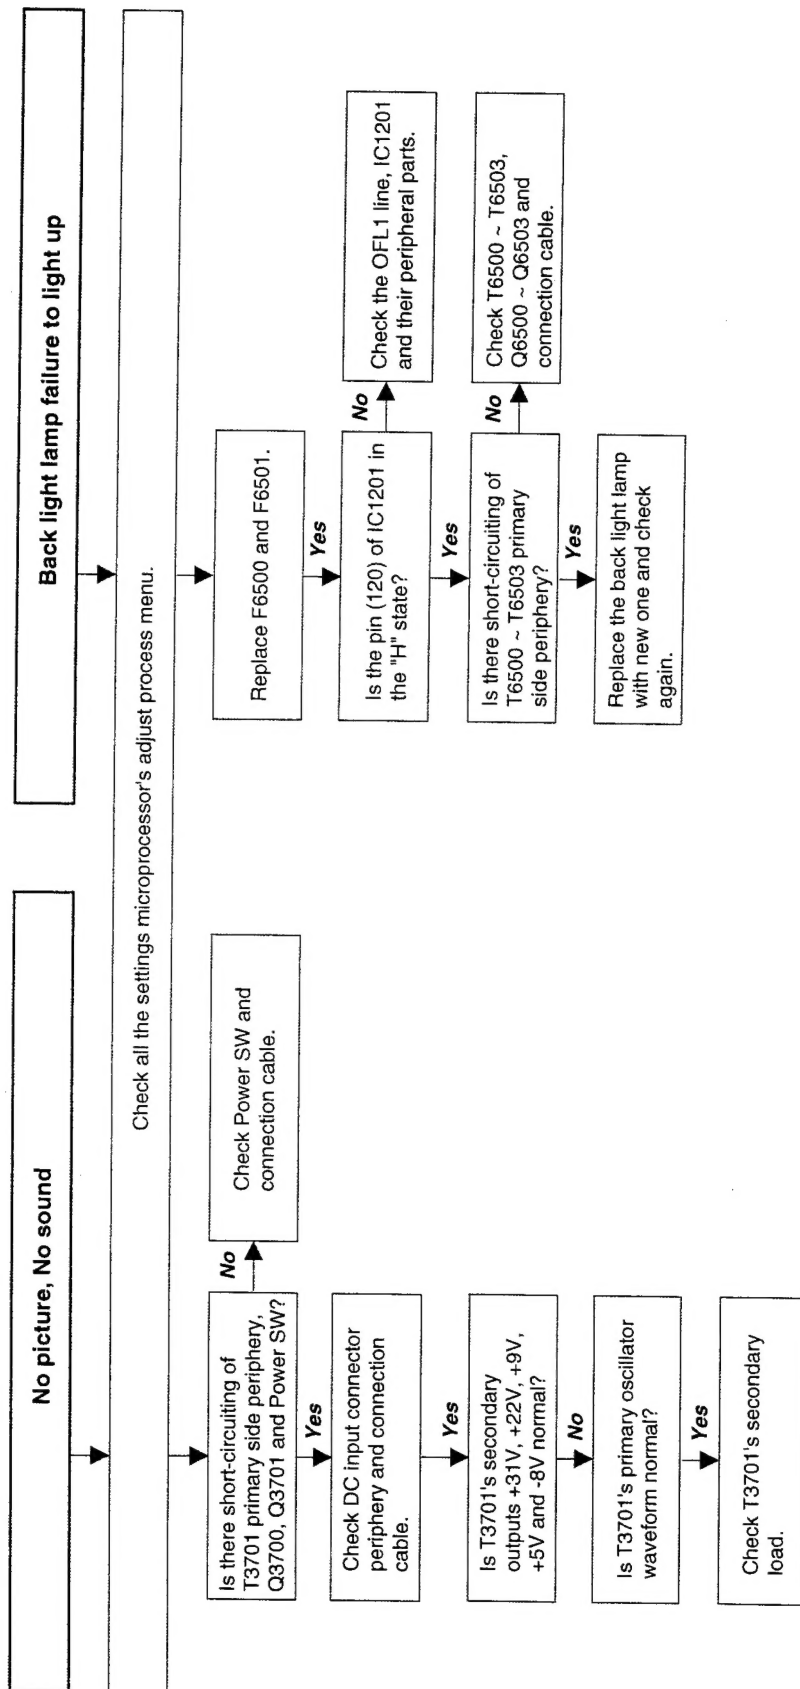 No picture, No sound
Back light lamp failure to light up
Check all the settings microprocessor's adjust process menu.
Is there short-circuiting of
T3701 primary side periphery,
Q3700, Q3701 and Power SW?
No
Check Power SW and
connection cable.
Yes
Check DC input connector
periphery and connection
cable.
Yes
Is T3701's secondary
outputs +31V, +22V, +9V,
+5V and -8V normal?
No
Is T3701's primary oscillator
waveform normal?
Yes
Check T3701's secondary
load.
Replace F6500 and F6501.
Yes
Is the pin (120) of IC1201 in
the "H" state?
No
Check the OFL1 line, IC1201
and their peripheral parts.
Yes
Is there short-circuiting of
T6500 ~ T6503 primary
side periphery?
No
Check T6500 ~ T6503,
Q6500 ~ Q6503 and
connection cable.
Yes
Replace the back light lamp
with new one and check
again.